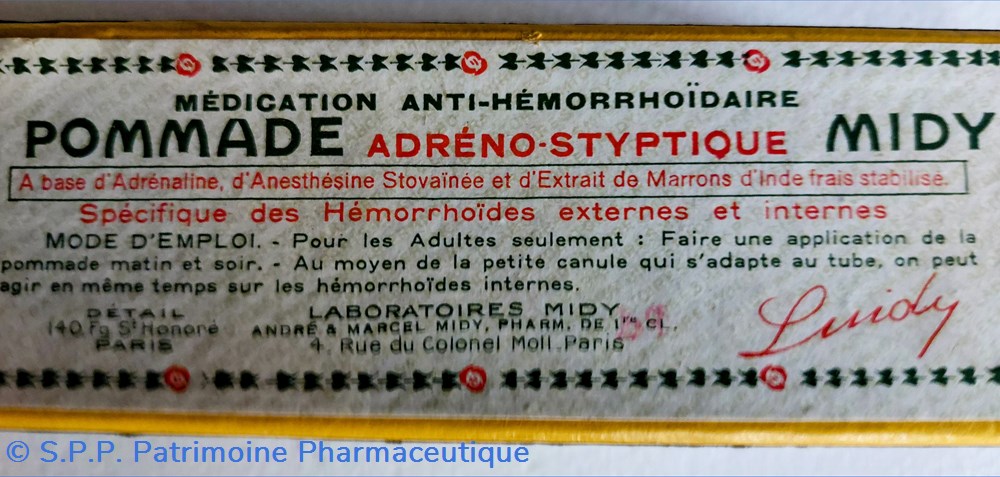 MÉDICATION ANTI-HÉMORRHOÏDAIRE
POMMADE ADRÉNO-STYPTIQUE MIDY
A base d'Adrénaline, d'Anesthésine Stovaïnée et d'Extrait de Marrons d'Inde frais stabilisé.
Spécifique des Hémorrhoïdes externes et internes
MODE D'EMPLOI. - Pour les Adultes seulement : Faire une application de la
pommade matin et soir. - Au moyen de la petite canule qui s'adapte au tube, on peut
agir en même temps sur les hémorrhoïdes internes.
DÉTAIL
140, Fg St Honoré
PARIS
LABORATOIRES MIDY
ANDRÉ & MARCEL MIDY, PHARM. DE 1re CL.
4, Rue du Colonel Moll. Paris
Midy
© S.P.P. Patrimoine Pharmaceutique